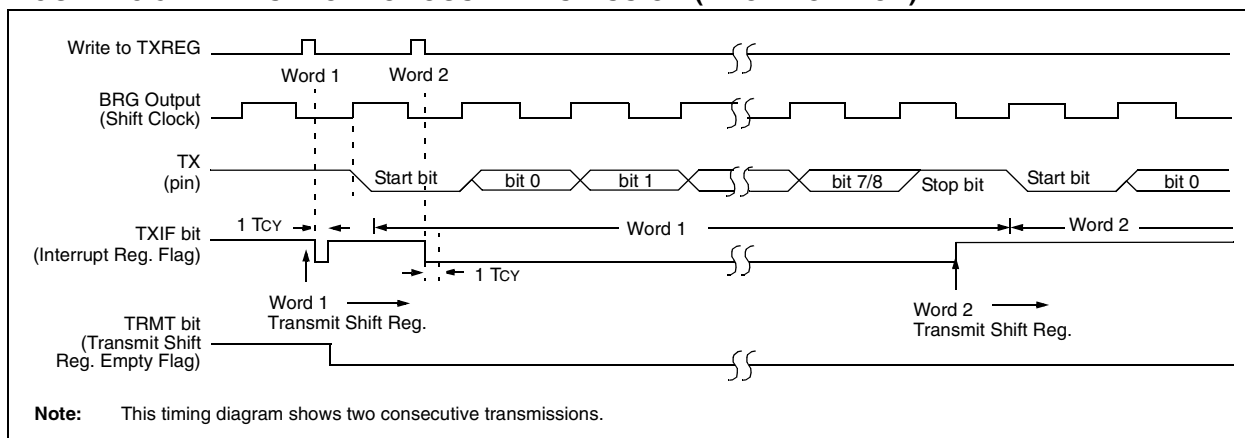 Write to TXREG
Word 1
Word 2
BRG Output
(Shift Clock)
TX
(pin)
Start bit
bit 0
bit 1
bit 7/8
Stop bit
Start bit
bit 0
1 TCY
TXIF bit
(Interrupt Reg. Flag)
Word 1
Word 2
1 TCY
Word 1
Transmit Shift Reg.
Word 2
Transmit Shift Reg.
TRMT bit
(Transmit Shift
Reg. Empty Flag)
Note: This timing diagram shows two consecutive transmissions.